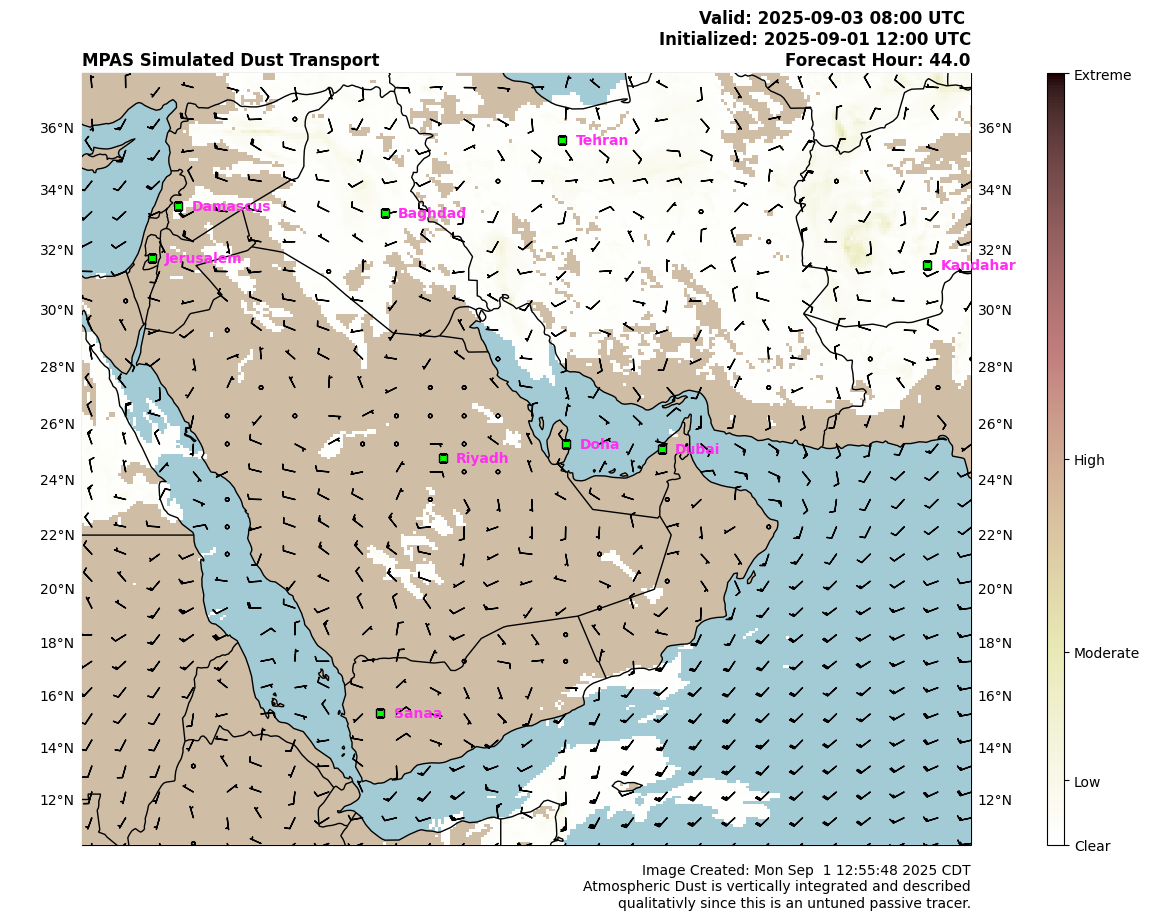 Valid: 2025-09-03 08:00 UTC
Initialized: 2025-09-01 12:00 UTC
MPAS Simulated Dust Transport
Forecast Hour: 44.0
Extreme
36°N
Tehran
36°N
34°N
34°N
Damascus
Baghdad
32°N
32°N
Jerusalem
Kandahar
30°N
30°N
28°N
28°N
26°N
26°N
Doha
Dubai
Riyadh
High
24°N
24°N
22°N
22°N
20°N
20°N
18°N
18°N
Moderate
16°N
16°N
Sanaa
14°N
14°N
Low
12°N
12°N
Clear
Image Created: Mon Sep  1 12:55:48 2025 CDT
Atmospheric Dust is vertically integrated and described
qualitativly since this is an untuned passive tracer.